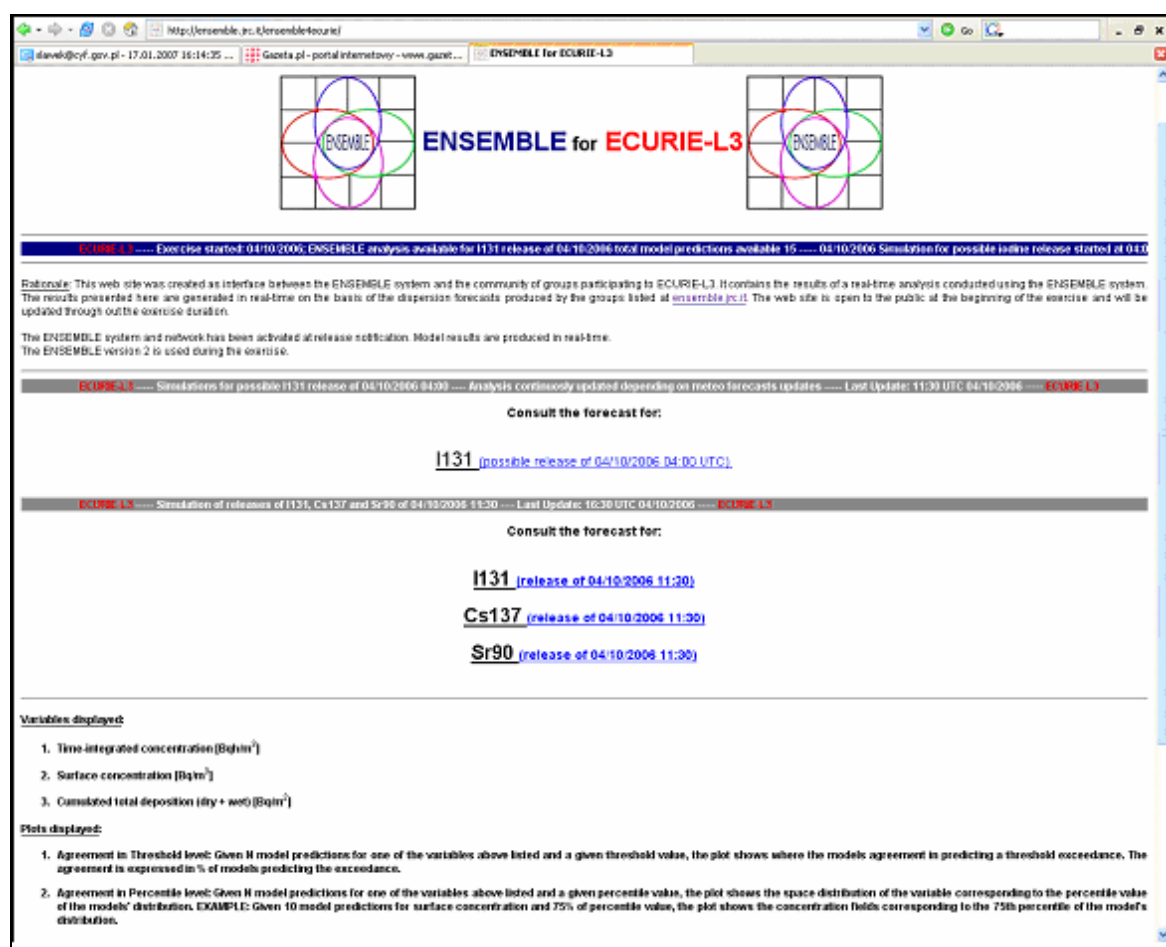 http://ensemble.jrc.it/ensemble4ecurie/
Go
slawek@cyf.gov.pl - 17.01.2007 16:14:35 ...
Gazeta.pl - portal internetowy - www.gazet...
ENSEMBLE for ECURIE-L3
[ENSEMBLE]
ENSEMBLE for ECURIE-L3
[ENSEMBLE]
ECURIE-L3 ----- Exercise started: 04/10/2006; ENSEMBLE analysis available for I131 release of 04/10/2006 total model predictions available 15 ----- 04/10/2006 Simulation for possible iodine release started at 04:0
Rationale: This web site was created as interface between the ENSEMBLE system and the community of groups participating to ECURIE-L3. It contains the results of a real-time analysis conducted using the ENSEMBLE system.
The results presented here are generated in real-time on the basis of the dispersion forecasts produced by the groups listed at ensemble.jrc.it. The web site is open to the public at the beginning of the exercise and will be
updated through out the exercise duration.
The ENSEMBLE system and network has been activated at release notification. Model results are produced in real-time.
The ENSEMBLE version 2 is used during the exercise.
ECURIE-L3 ----- Simulations for possible I131 release of 04/10/2006 04:00 ---- Analysis continuosly updated depending on meteo forecasts updates ----- Last Update: 11:30 UTC 04/10/2006 ----- ECURIE-L3
Consult the forecast for:
I131 (possible release of 04/10/2006 04:00 UTC)
ECURIE-L3 ----- Simulation of releases of I131, Cs137 and Sr90 of 04/10/2006 11:30 ---- Last Update: 16:30 UTC 04/10/2006 ----- ECURIE-L3
Consult the forecast for:
I131 (release of 04/10/2006 11:30)
Cs137 (release of 04/10/2006 11:30)
Sr90 (release of 04/10/2006 11:30)
Variables displayed:
1. Time-integrated concentration [Bqh/m³]
2. Surface concentration [Bq/m³]
3. Cumulated total deposition (dry + wet) [Bq/m²]
Plots displayed:
1. Agreement in Threshold level: Given N model predictions for one of the variables above listed and a given threshold value, the plot shows where the models agreement in predicting a threshold exceedance. The
agreement is expressed in % of models predicting the exceedance.
2. Agreement in Percentile level: Given N model predictions for one of the variables above listed and a given percentile value, the plot shows the space distribution of the variable corresponding to the percentile value
of the models' distribution. EXAMPLE: Given 10 model predictions for surface concentration and 75% of percentile value, the plot shows the concentration fields corresponding to the 75th percentile of the model's
distribution.